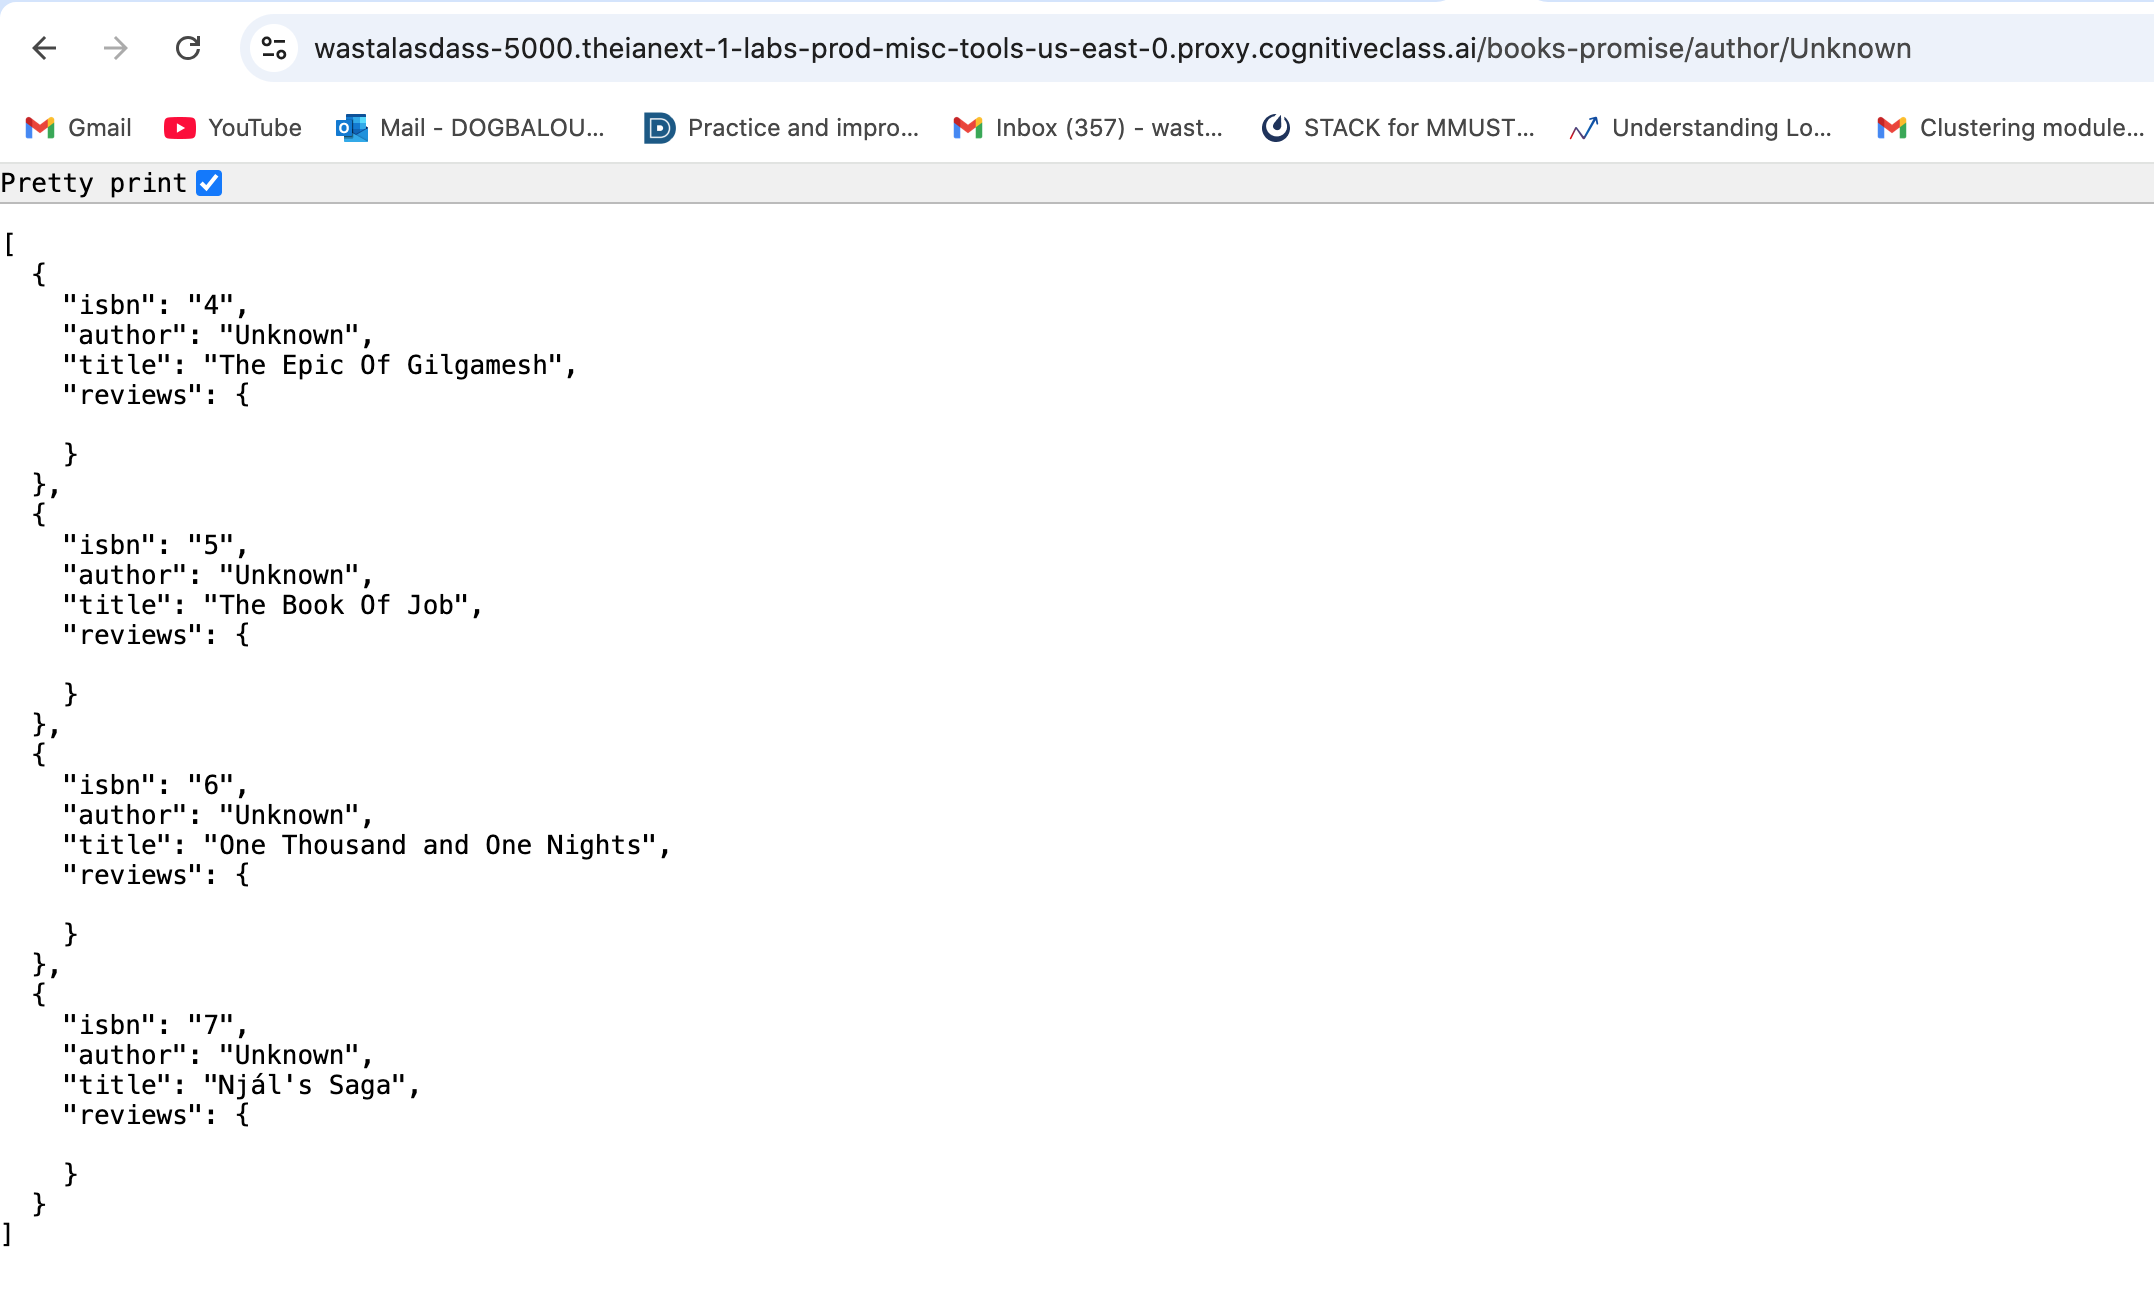 wastalasdass-5000.theianext-1-labs-prod-misc-tools-us-east-0.proxy.cognitiveclass.ai/books-promise/author/Unknown
Gmail YouTube Mail - DOGBALOU... Practice and impro... Inbox (357) - wast... STACK for MMUST... Understanding Lo... Clustering module...
Pretty print
[
  {
    "isbn": "4",
    "author": "Unknown",
    "title": "The Epic Of Gilgamesh",
    "reviews": {

    }
  },
  {
    "isbn": "5",
    "author": "Unknown",
    "title": "The Book Of Job",
    "reviews": {

    }
  },
  {
    "isbn": "6",
    "author": "Unknown",
    "title": "One Thousand and One Nights",
    "reviews": {

    }
  },
  {
    "isbn": "7",
    "author": "Unknown",
    "title": "Njál's Saga",
    "reviews": {

    }
  }
]